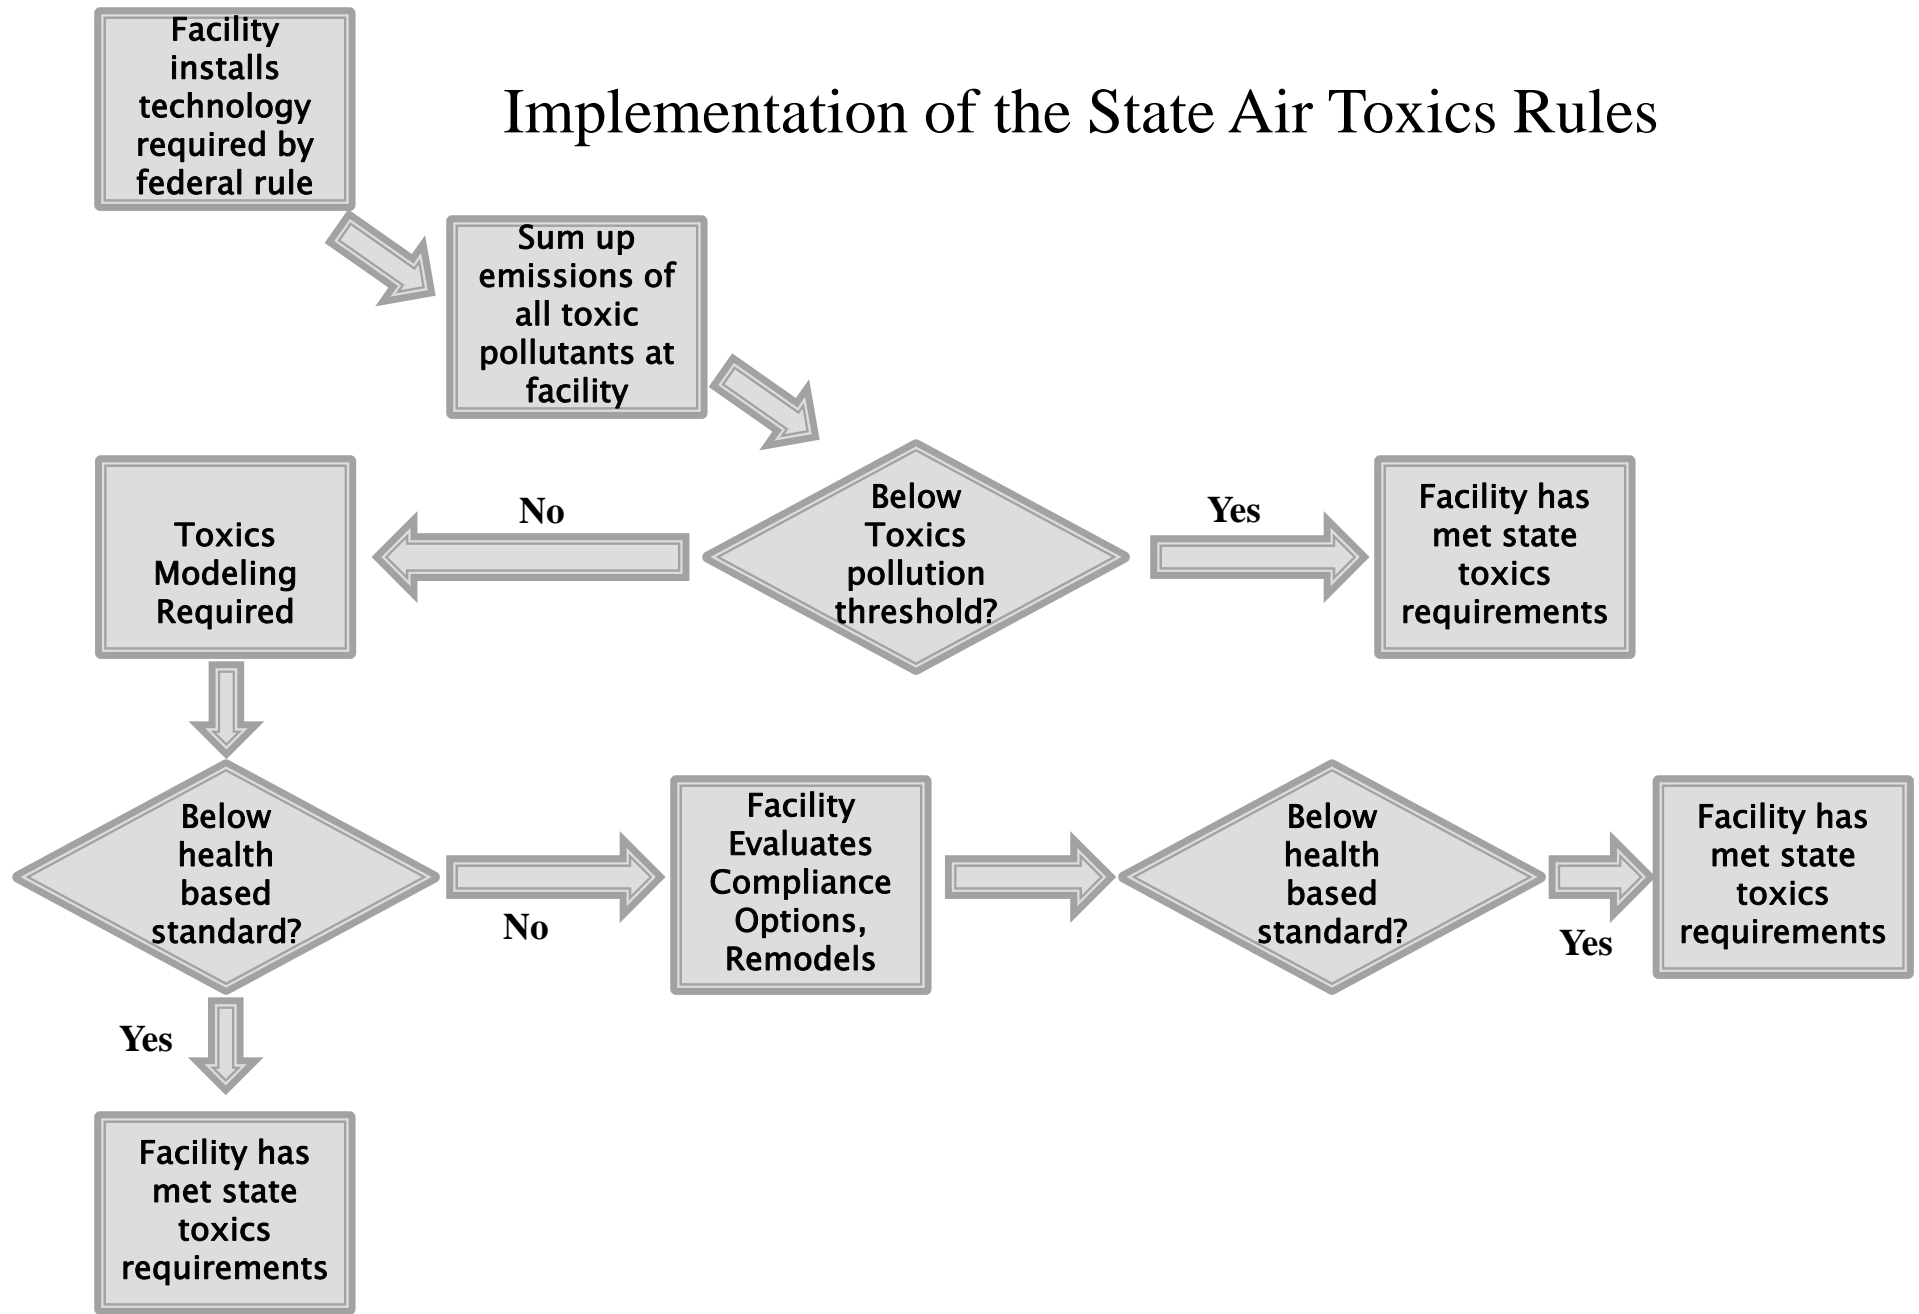 Implementation of the State Air Toxics Rules
Facility
installs
technology
required by
federal rule
Sum up
emissions of
all toxic
pollutants at
facility
Below
Toxics
pollution
threshold?
Yes
Facility has
met state
toxics
requirements
No
Toxics
Modeling
Required
Below
health
based
standard?
Yes
Facility has
met state
toxics
requirements
No
Facility
Evaluates
Compliance
Options,
Remodels
Below
health
based
standard?
Yes
Facility has
met state
toxics
requirements